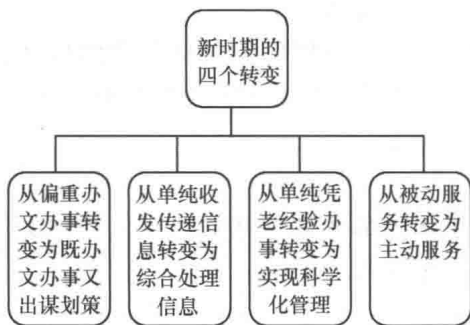 新时期的
四个转变
从偏重办
文办事转
变为既办
文办事又
出谋划策
从单纯收
发传递信
息转变为
综合处理
信息
从单纯凭
老经验办
事转变为
实现科学
化管理
从被动服
务转变为
主动服务